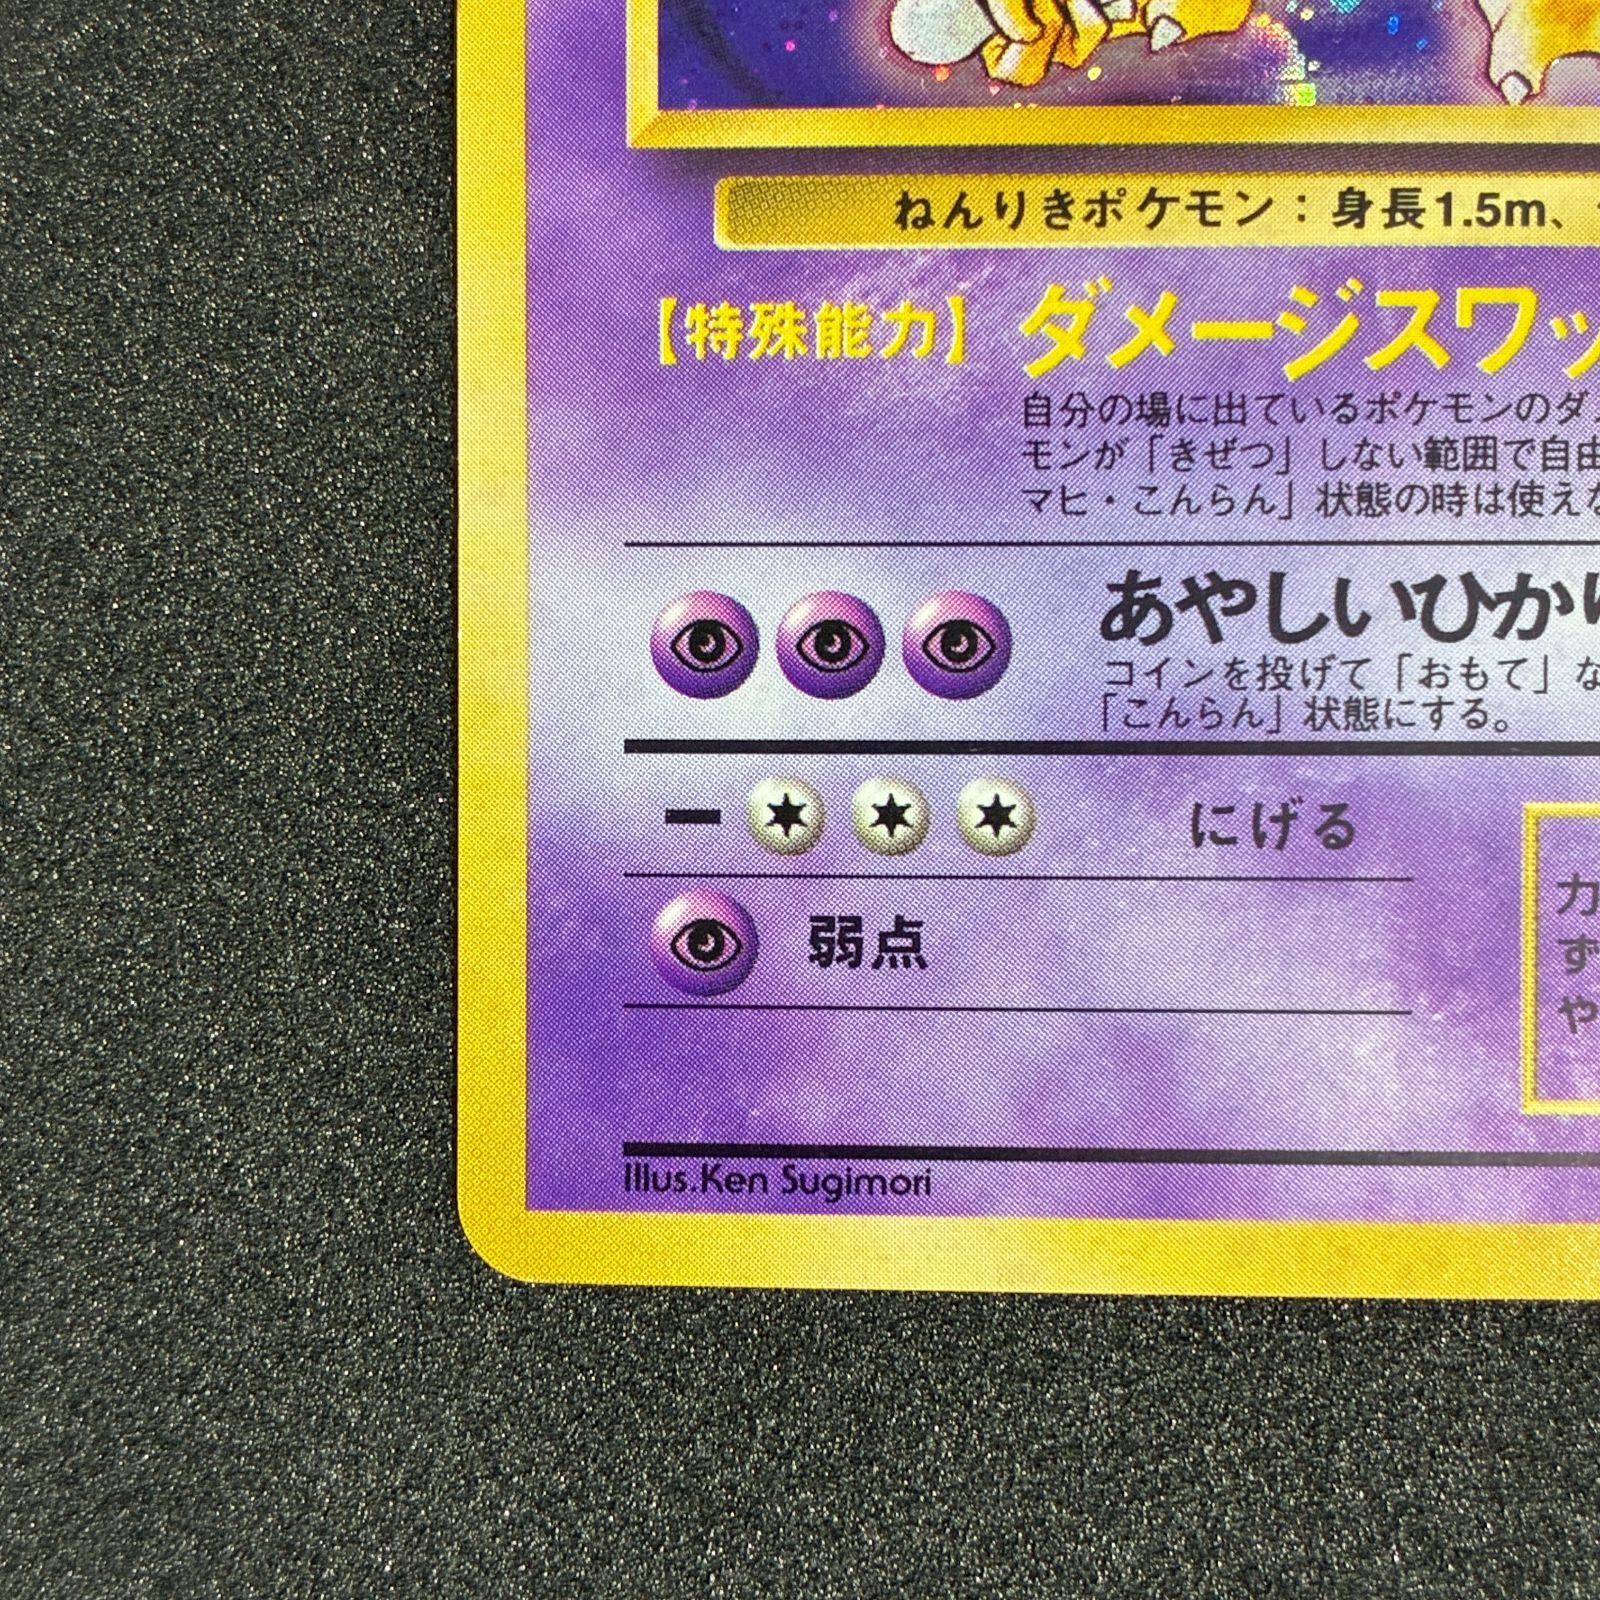 ねんりきポケモン：身長1.5m、
【特殊能力】 ダメージスワッ
自分の場に出ているポケモンのダ
モンが「きぜつ」しない範囲で自由
マヒ・こんらん」状態の時は使えな
あやしいひかり
コインを投げて「おもて」な
「こんらん」状態にする。
にげる
弱点
カ
ず
や
Illus.Ken Sugimori